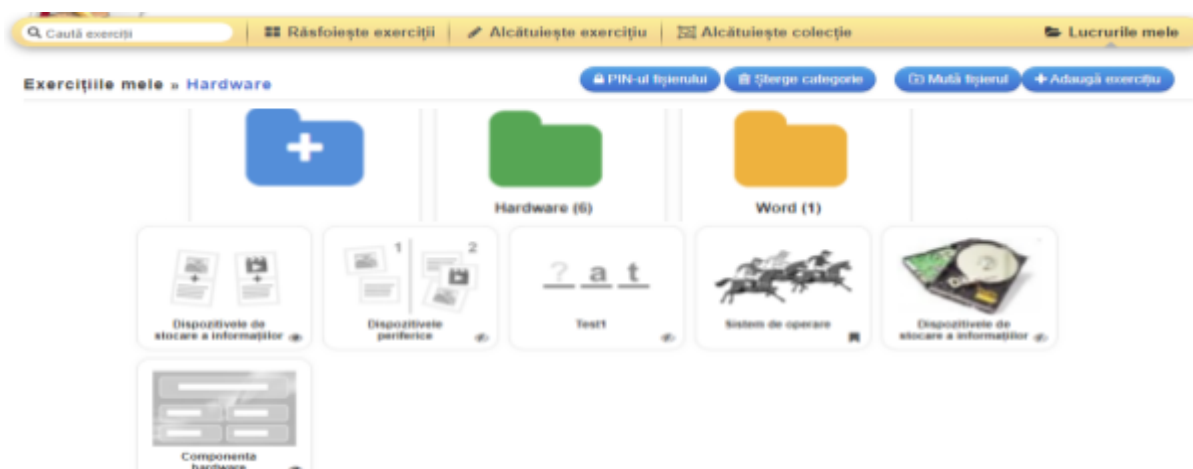 Caută exerciții
Răsfoiește exerciții
Alcătuiește exercițiu
Alcătuiește colecție
Lucrurile mele
Exercițiile mele » Hardware
PIN-ul fișierului
Șterge categorie
Mută fișierul
Adaugă exercițiu
Hardware (6)
Word (1)
1
2
? a t
Dispozitivele de
stocare a informațiilor
Dispozitivele
periferice
Test1
Sistem de operare
Dispozitivele de
stocare a informațiilor
Componenta
hardware